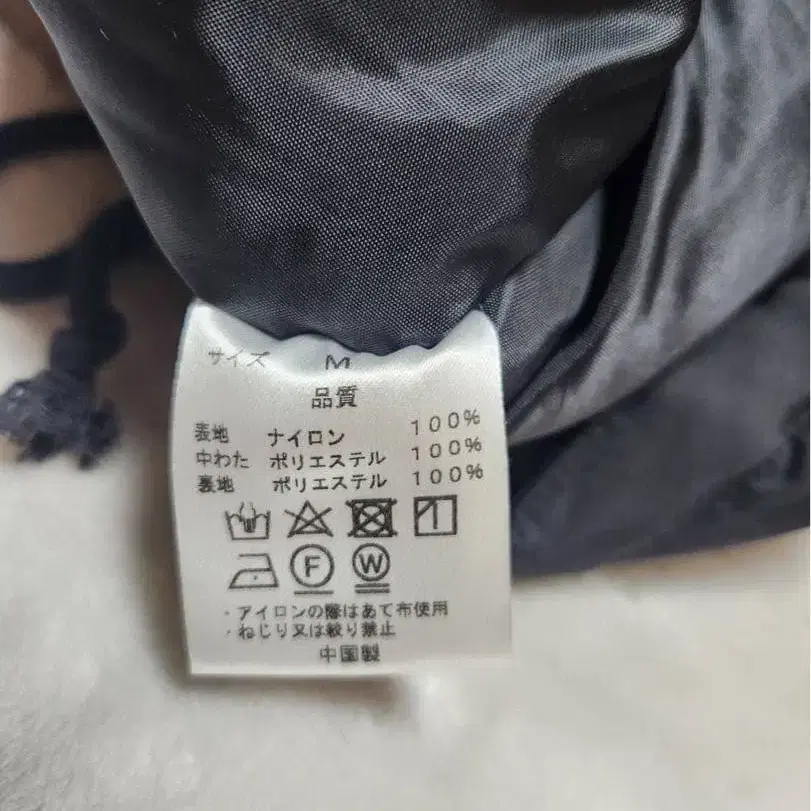 サイズ M
品質
表地 ナイロン 100%
中わた ポリエステル 100%
裏地 ポリエステル 100%
F W
・アイロンの際はあて布使用
・ねじり又は絞り禁止
中国製